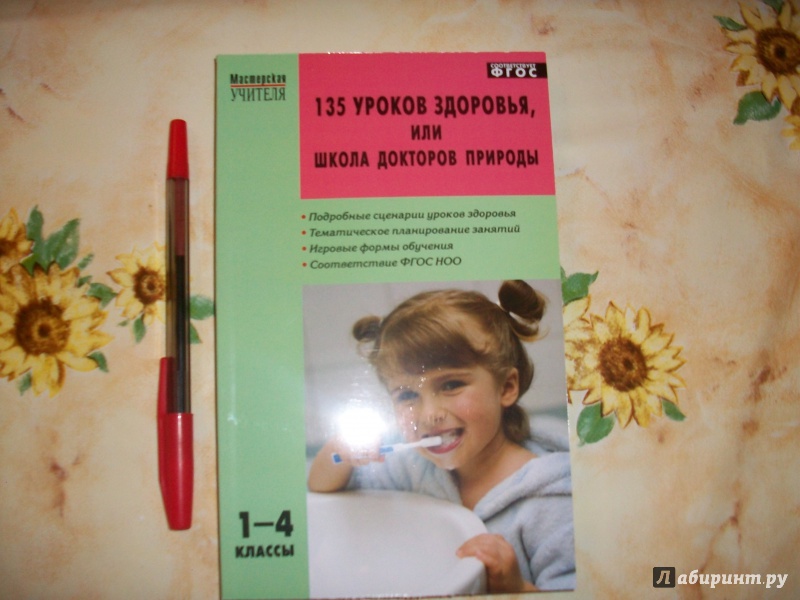 Мастерская
УЧИТЕЛЯ
СООТВЕТСТВУЕТ
ФГОС
135 УРОКОВ ЗДОРОВЬЯ,
ИЛИ
ШКОЛА ДОКТОРОВ ПРИРОДЫ
• Подробные сценарии уроков здоровья
• Тематическое планирование занятий
• Игровые формы обучения
• Соответствие ФГОС НОО
1–4
КЛАССЫ
Лабиринт.ру